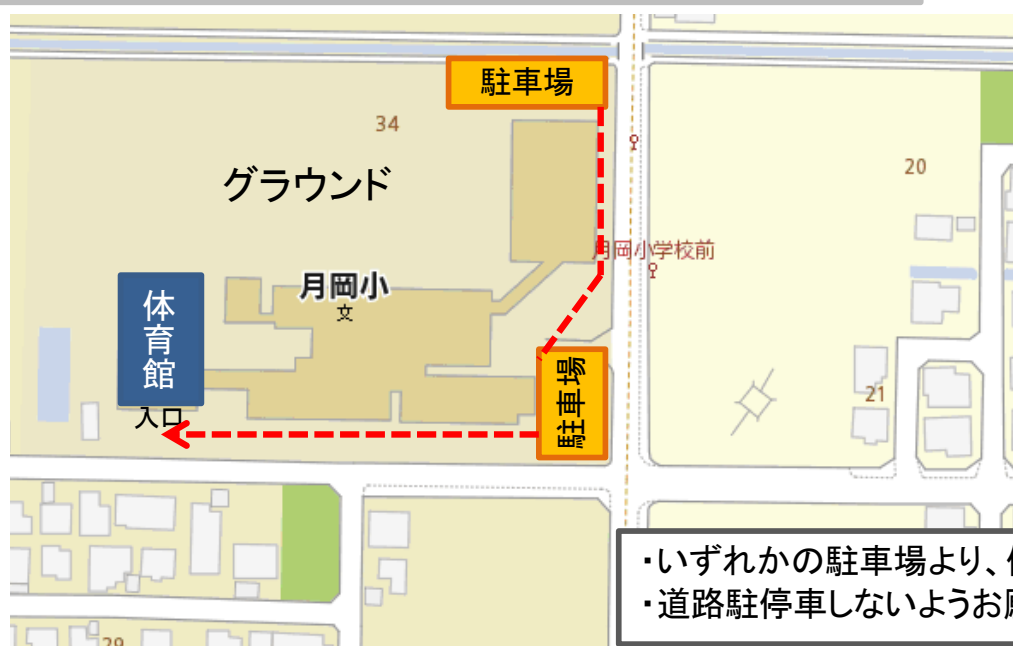 駐車場
34
グラウンド
20
月岡小学校前
月岡小
文
体育館
駐車場
21
入口
・いずれかの駐車場より、
・道路駐停車しないようお願
29